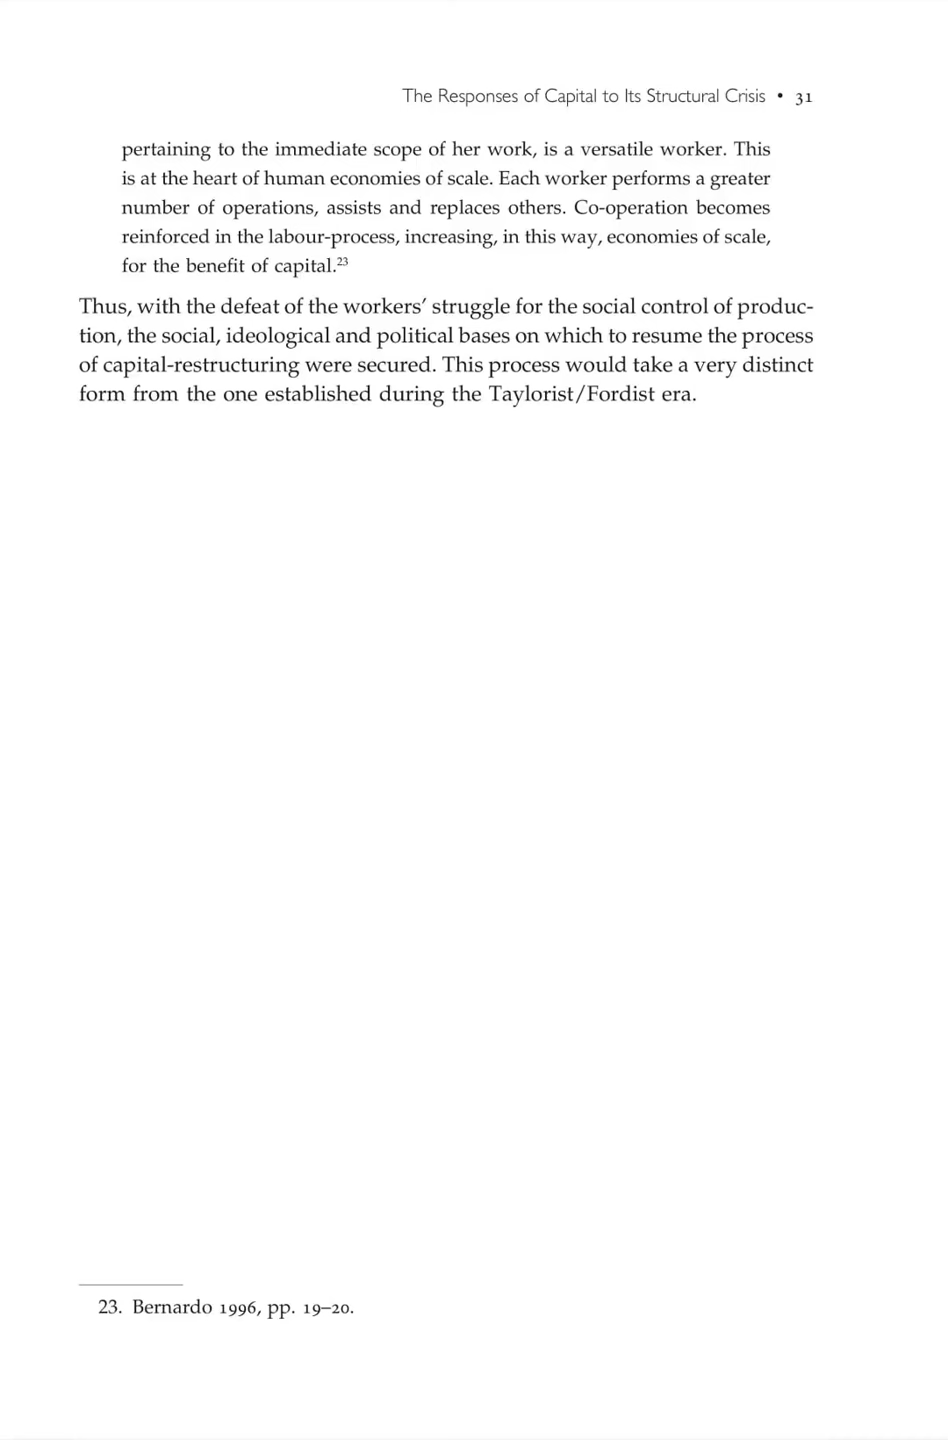 The Responses of Capital to Its Structural Crisis • 31
pertaining to the immediate scope of her work, is a versatile worker. This
is at the heart of human economies of scale. Each worker performs a greater
number of operations, assists and replaces others. Co-operation becomes
reinforced in the labour-process, increasing, in this way, economies of scale,
for the benefit of capital.²³
Thus, with the defeat of the workers’ struggle for the social control of produc-
tion, the social, ideological and political bases on which to resume the process
of capital-restructuring were secured. This process would take a very distinct
form from the one established during the Taylorist/Fordist era.
23. Bernardo 1996, pp. 19–20.